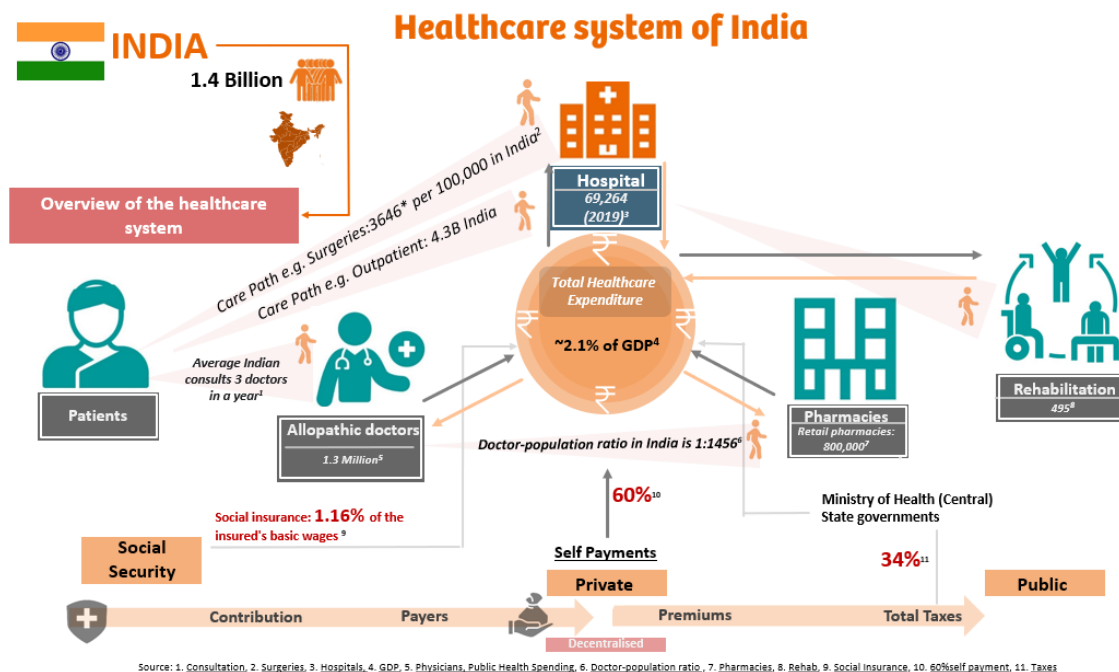 Healthcare system of India
INDIA
1.4 Billion
Overview of the healthcare
system
Care Path e.g. Surgeries:3646* per 100,000 in India²
Care Path e.g. Outpatient: 4.3B India
Hospital
69,264
(2019)³
Total Healthcare
Expenditure
~2.1% of GDP⁴
₹
₹
₹
₹
Average Indian
consults 3 doctors
in a year¹
Patients
Allopathic doctors
1.3 Million⁵
Doctor-population ratio in India is 1:1456⁶
Pharmacies
Retail pharmacies:
800,000⁷
Rehabilitation
495⁸
Social insurance: 1.16% of the
insured's basic wages ⁹
60%¹⁰
Ministry of Health (Central)
State governments
34%¹¹
Social
Security
Self Payments
Private
Public
Contribution
Payers
Premiums
Total Taxes
Decentralised
Source: 1. Consultation, 2. Surgeries, 3. Hospitals, 4. GDP, 5. Physicians, Public Health Spending, 6. Doctor-population ratio , 7. Pharmacies, 8. Rehab, 9. Social Insurance, 10. 60%self payment, 11. Taxes